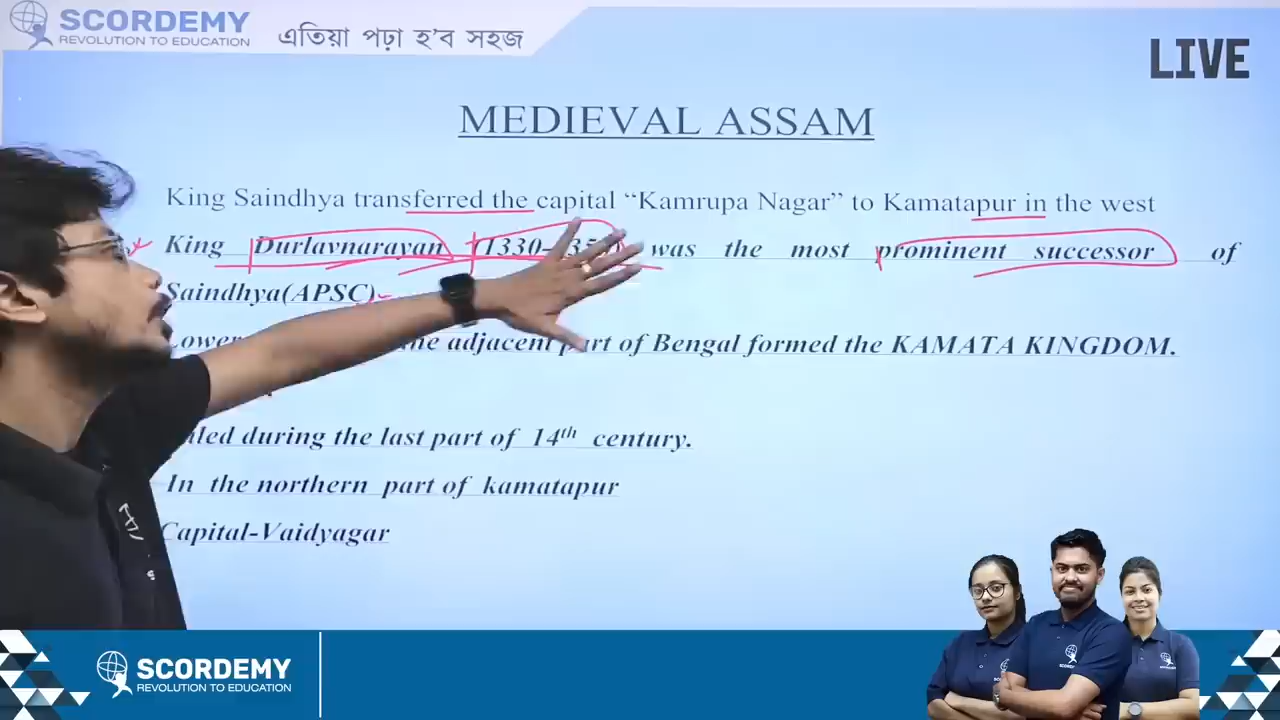 SCORDEMY
REVOLUTION TO EDUCATION
এতিয়া পঢ়া হ'ব সহজ
LIVE
MEDIEVAL ASSAM
King Saindhya transferred the capital “Kamrupa Nagar” to Kamatapur in the west
King Durlavnarayan was the most prominent successor of
Saindhya(APSC)
Lower adjacent part of Bengal formed the KAMATA KINGDOM.
during the last part of 14th century.
In the northern part of kamatapur
Capital-Vaidyagar
SCORDEMY
REVOLUTION TO EDUCATION